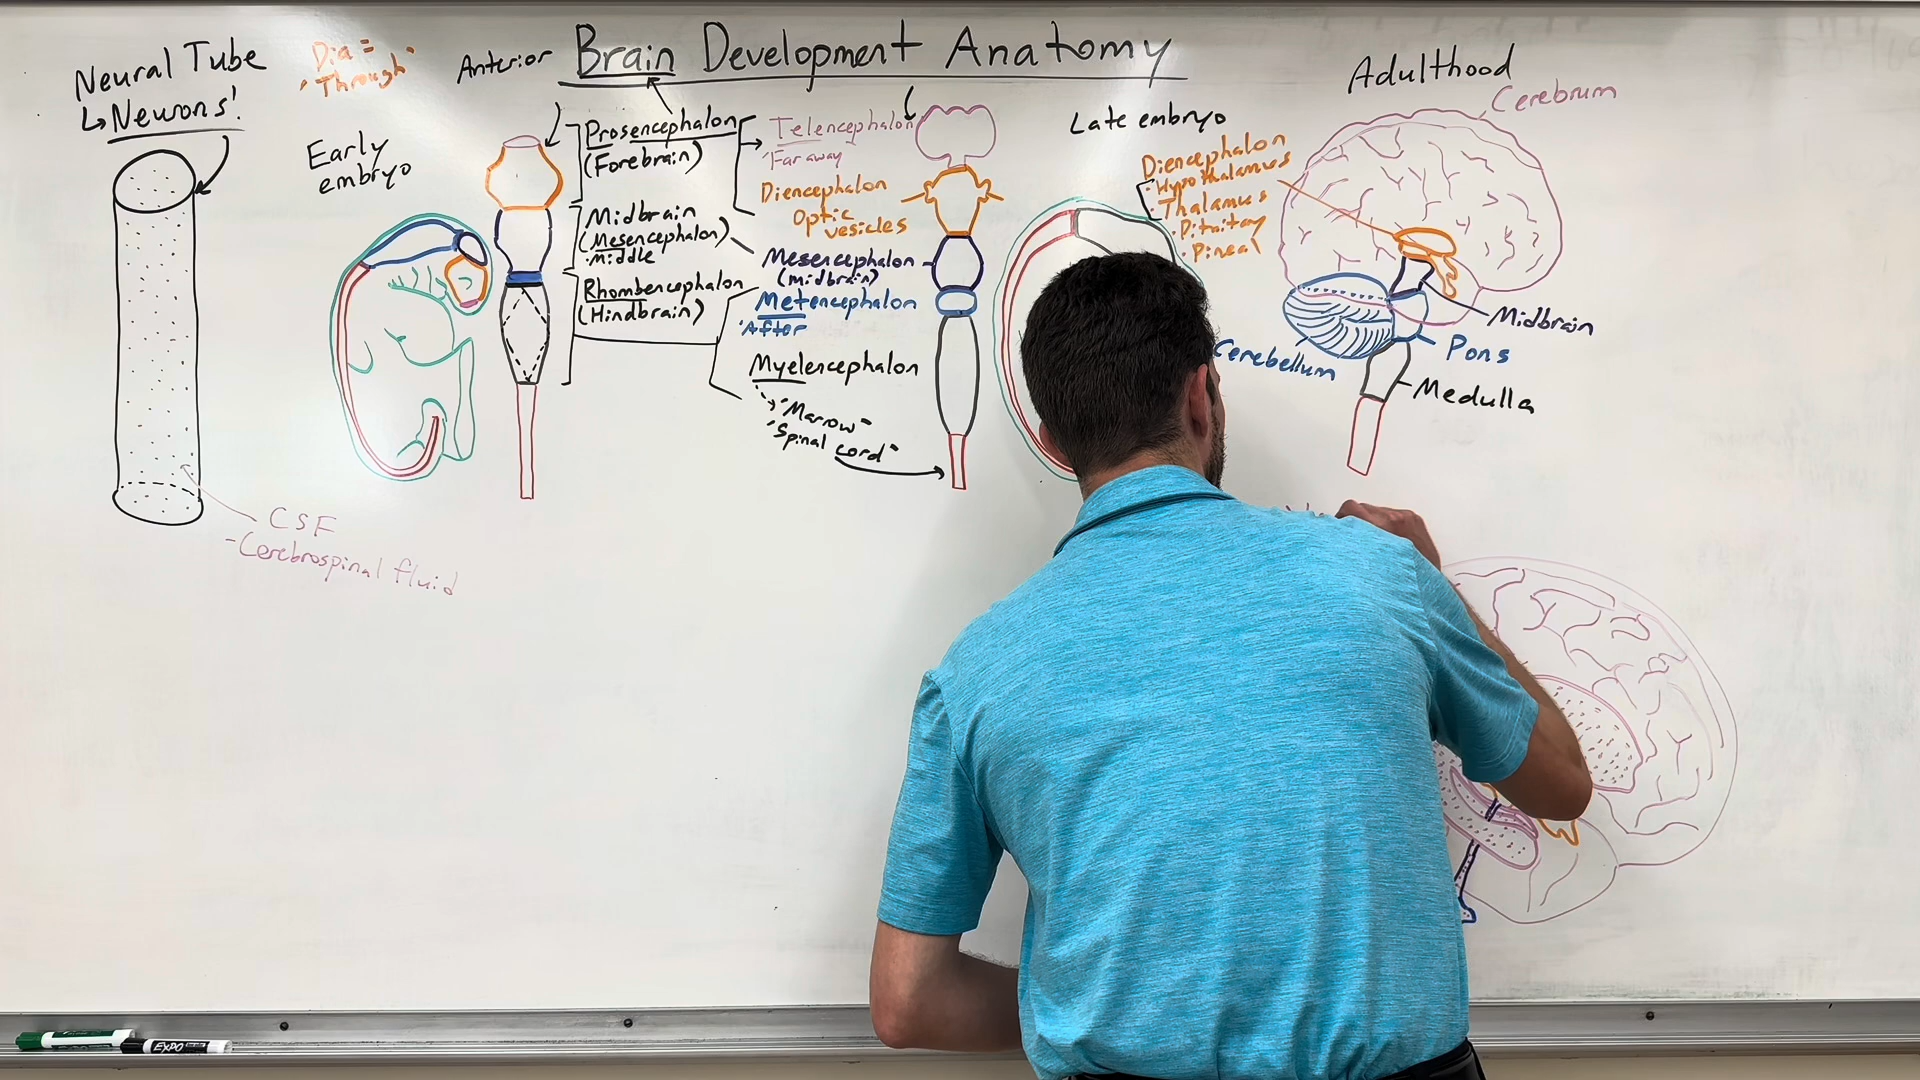 Brain Development Anatomy
Neural Tube
↳ Neurons!
Dia =
"Through"
Anterior
Early
embryo
CSF
-Cerebrospinal fluid
Prosencephalon
(Forebrain)
Midbrain
(Mesencephalon)
·Middle
Rhombencephalon
(Hindbrain)
Telencephalon
"Far away
Diencephalon
Optic
vesicles
Mesencephalon
(midbrain)
Metencephalon
"After
Myelencephalon
"Marrow"
"Spinal cord"
Late embryo
Adulthood
Cerebrum
Diencephalon
·Hypothalamus
·Thalamus
·Pituitary
·Pineal
Midbrain
Pons
Cerebellum
Medulla
EXPO